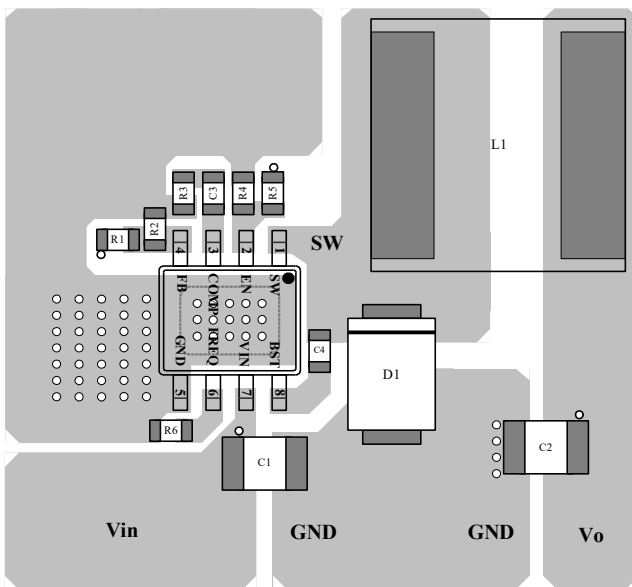 L1
R3
C3
R4
R5
R2
R1
SW
4
3
2
1
FB
COMP
EN
SW
GND
FREQ
VIN
BST
5
6
7
8
C4
D1
R6
C1
C2
Vin
GND
GND
Vo